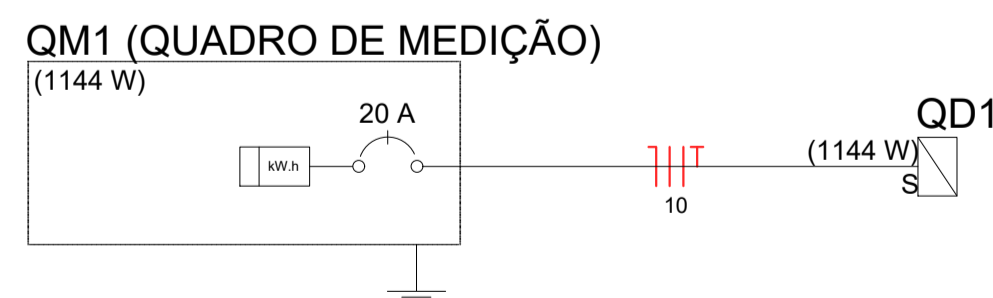 QM1 (QUADRO DE MEDIÇÃO)
(1144 W)
20 A
QD1
kW.h
(1144 W)
S
10